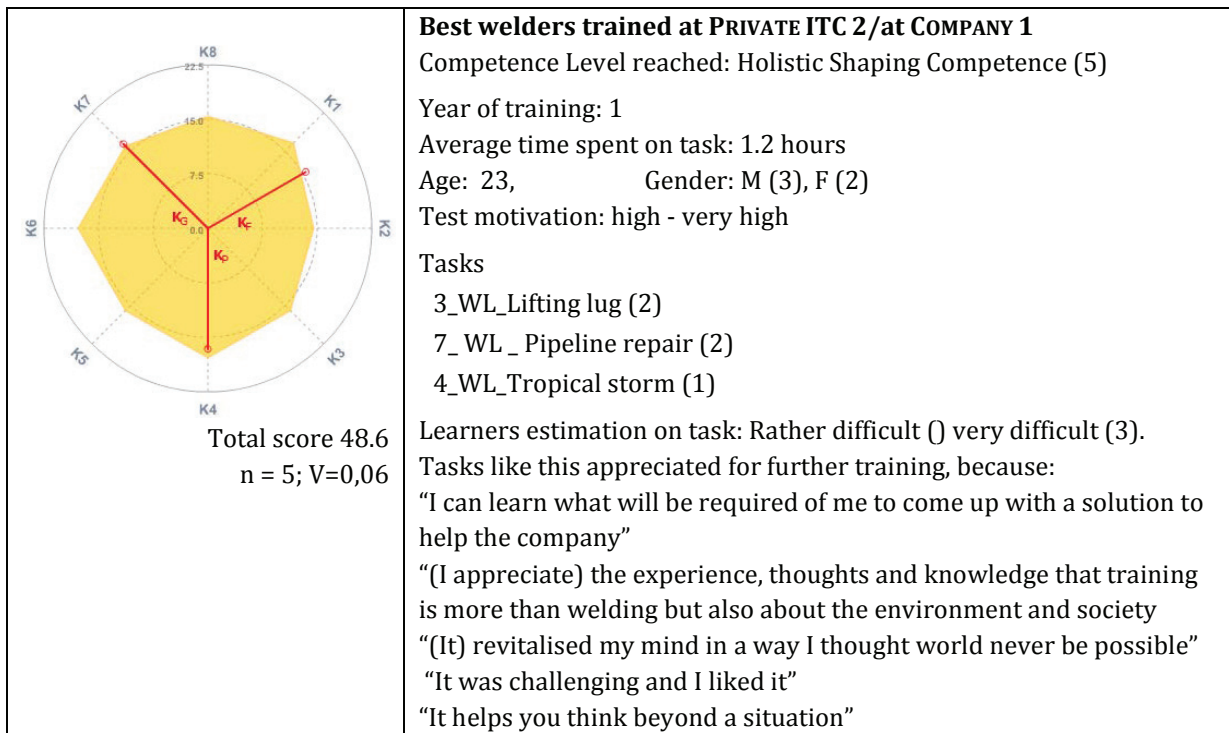 K8
22.5
K7
K1
15.0
7.5
K6
K_G
K_F
0.0
K2
K_P
K5
K3
K4
Total score 48.6
n = 5; V=0,06
Best welders trained at PRIVATE ITC 2/at COMPANY 1
Competence Level reached: Holistic Shaping Competence (5)
Year of training: 1
Average time spent on task: 1.2 hours
Age: 23, Gender: M (3), F (2)
Test motivation: high - very high
Tasks
3_WL_Lifting lug (2)
7_ WL _ Pipeline repair (2)
4_WL_Tropical storm (1)
Learners estimation on task: Rather difficult () very difficult (3).
Tasks like this appreciated for further training, because:
“I can learn what will be required of me to come up with a solution to
help the company”
“(I appreciate) the experience, thoughts and knowledge that training
is more than welding but also about the environment and society
“(It) revitalised my mind in a way I thought world never be possible”
“It was challenging and I liked it”
“It helps you think beyond a situation”